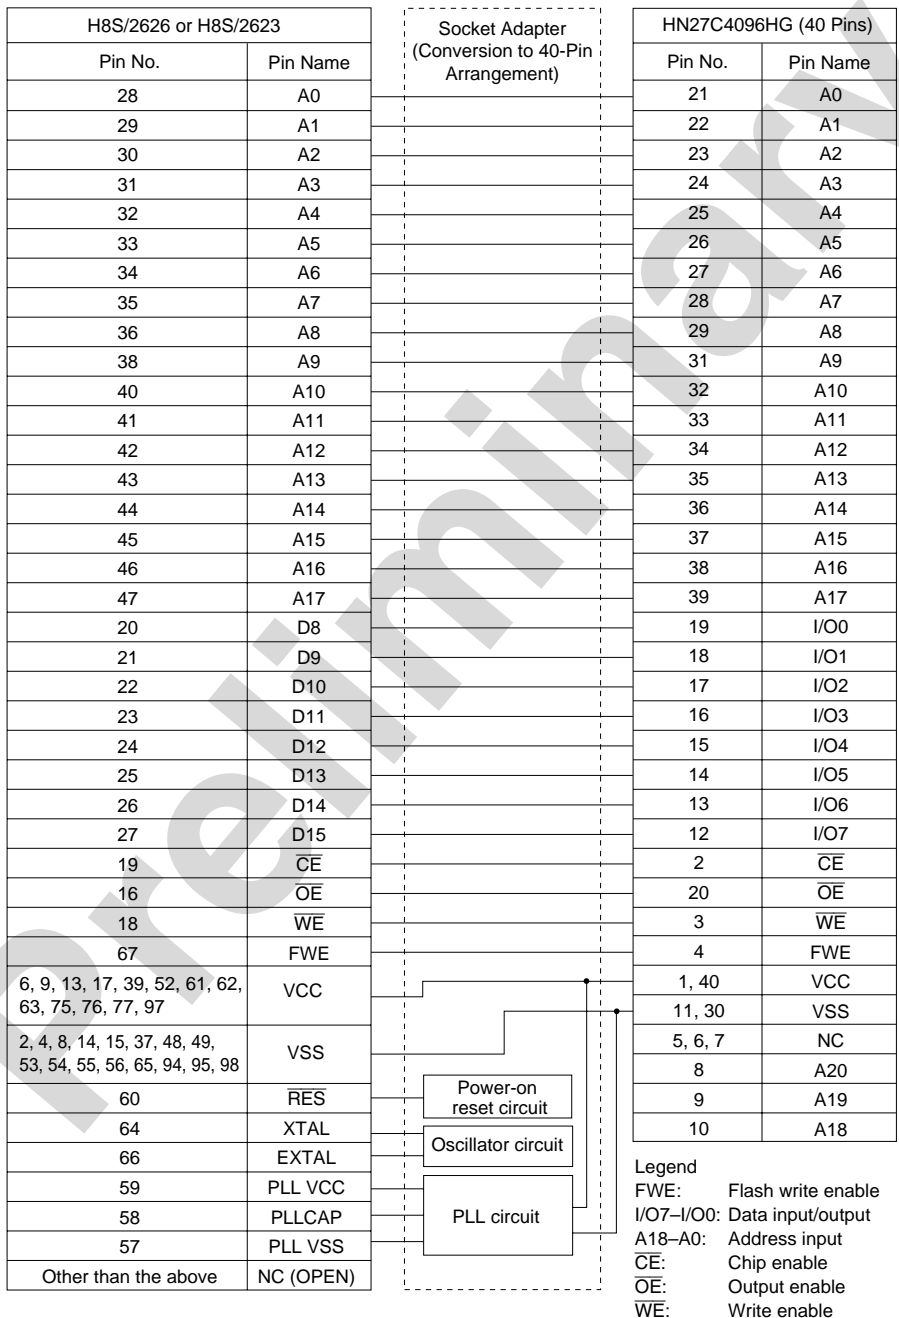 H8S/2626 or H8S/2623
Pin No. Pin Name
28 A0
29 A1
30 A2
31 A3
32 A4
33 A5
34 A6
35 A7
36 A8
38 A9
40 A10
41 A11
42 A12
43 A13
44 A14
45 A15
46 A16
47 A17
20 D8
21 D9
22 D10
23 D11
24 D12
25 D13
26 D14
27 D15
19 C̅E̅
16 O̅E̅
18 W̅E̅
67 FWE
6, 9, 13, 17, 39, 52, 61, 62, VCC
63, 75, 76, 77, 97
2, 4, 8, 14, 15, 37, 48, 49, VSS
53, 54, 55, 56, 65, 94, 95, 98
60 R̅E̅S̅
64 XTAL
66 EXTAL
59 PLL VCC
58 PLLCAP
57 PLL VSS
Other than the above NC (OPEN)
Socket Adapter
(Conversion to 40-Pin
Arrangement)
Power-on
reset circuit
Oscillator circuit
PLL circuit
HN27C4096HG (40 Pins)
Pin No. Pin Name
21 A0
22 A1
23 A2
24 A3
25 A4
26 A5
27 A6
28 A7
29 A8
31 A9
32 A10
33 A11
34 A12
35 A13
36 A14
37 A15
38 A16
39 A17
19 I/O0
18 I/O1
17 I/O2
16 I/O3
15 I/O4
14 I/O5
13 I/O6
12 I/O7
2 C̅E̅
20 O̅E̅
3 W̅E̅
4 FWE
1, 40 VCC
11, 30 VSS
5, 6, 7 NC
8 A20
9 A19
10 A18
Legend
FWE: Flash write enable
I/O7–I/O0: Data input/output
A18–A0: Address input
C̅E̅: Chip enable
O̅E̅: Output enable
W̅E̅: Write enable
Preliminary